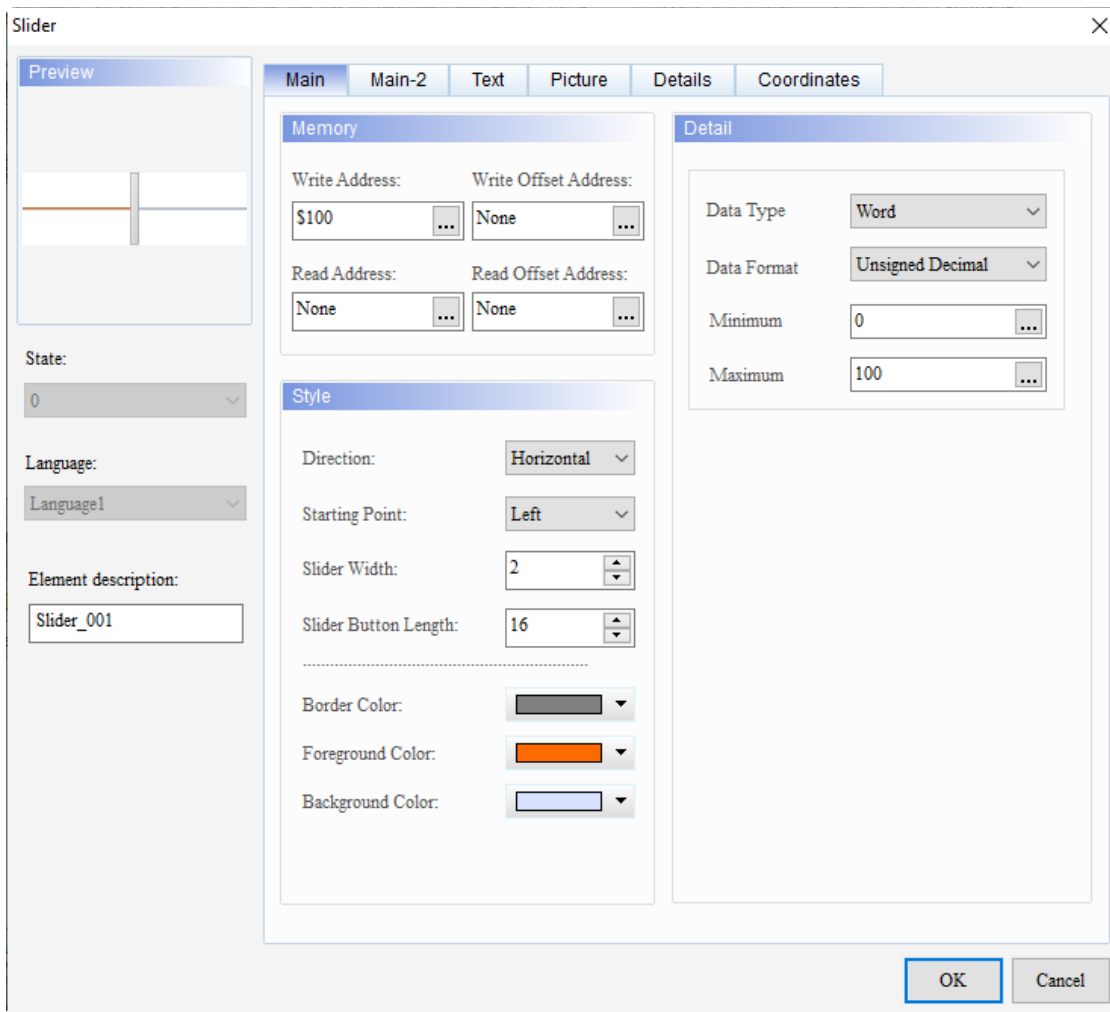 Slider
Preview
Main Main-2 Text Picture Details Coordinates
Memory
Write Address: Write Offset Address:
$100 ... None ...
Read Address: Read Offset Address:
None ... None ...
Detail
Data Type Word
Data Format Unsigned Decimal
Minimum 0 ...
Maximum 100 ...
State:
0
Language:
Language1
Element description:
Slider_001
Style
Direction: Horizontal
Starting Point: Left
Slider Width: 2
Slider Button Length: 16
Border Color:
Foreground Color:
Background Color:
OK Cancel